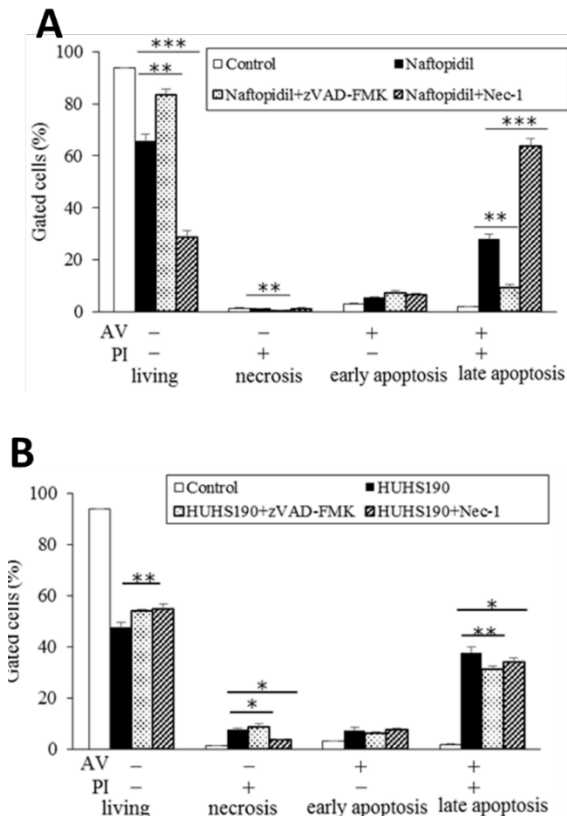 A
***
**
Control Naftopidil
Naftopidil+zVAD-FMK Naftopidil+Nec-1
***
**
**
Gated cells (%)
100
80
60
40
20
0
AV − − + +
PI − + − +
living necrosis early apoptosis late apoptosis
B
Control HUHS190
HUHS190+zVAD-FMK HUHS190+Nec-1
**
*
*
*
**
Gated cells (%)
100
80
60
40
20
0
AV − − + +
PI − + − +
living necrosis early apoptosis late apoptosis